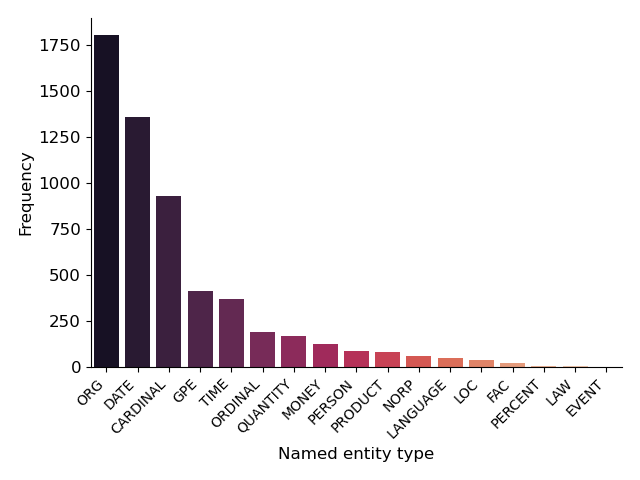 1750
1500
1250
1000
750
500
250
0
Frequency
ORG
DATE
CARDINAL
GPE
TIME
ORDINAL
QUANTITY
MONEY
PERSON
PRODUCT
NORP
LANGUAGE
LOC
FAC
PERCENT
LAW
EVENT
Named entity type